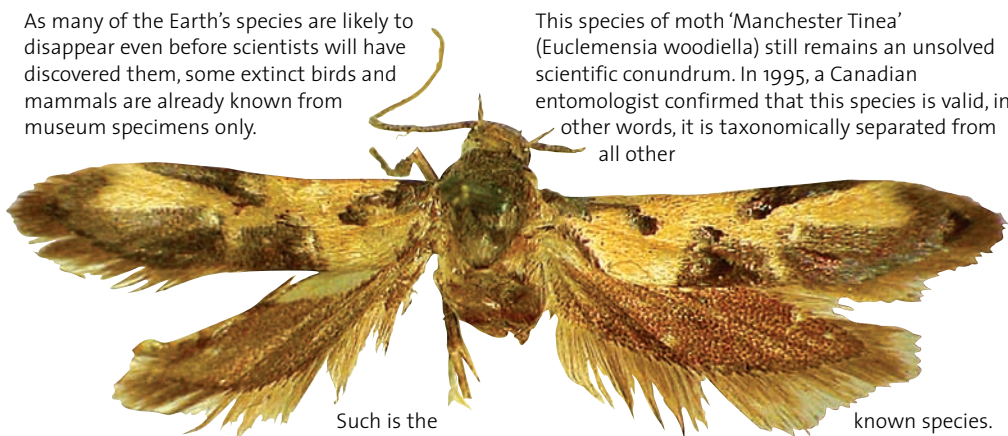 As many of the Earth's species are likely to
disappear even before scientists will have
discovered them, some extinct birds and
mammals are already known from
museum specimens only.
This species of moth 'Manchester Tinea'
(Euclemensia woodiella) still remains an unsolved
scientific conundrum. In 1995, a Canadian
entomologist confirmed that this species is valid, in
other words, it is taxonomically separated from
all other
known species.
Such is the